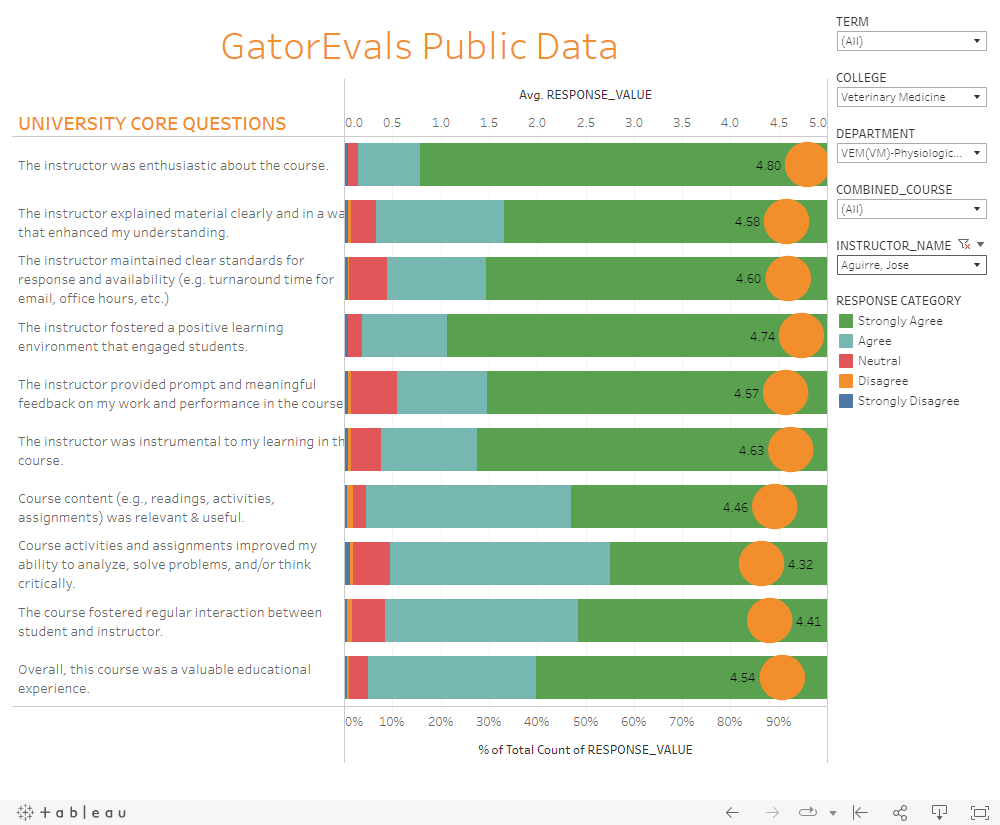 GatorEvals Public Data
TERM
(All)
COLLEGE
Veterinary Medicine
DEPARTMENT
VEM(VM)-Physiologic...
COMBINED_COURSE
(All)
INSTRUCTOR_NAME
Aguirre, Jose
RESPONSE CATEGORY
Strongly Agree
Agree
Neutral
Disagree
Strongly Disagree
Avg. RESPONSE_VALUE
UNIVERSITY CORE QUESTIONS
0.0 0.5 1.0 1.5 2.0 2.5 3.0 3.5 4.0 4.5 5.0
The instructor was enthusiastic about the course.
4.80
The instructor explained material clearly and in a wa
that enhanced my understanding.
4.58
The instructor maintained clear standards for
response and availability (e.g. turnaround time for
email, office hours, etc.)
4.60
The instructor fostered a positive learning
environment that engaged students.
4.74
The instructor provided prompt and meaningful
feedback on my work and performance in the course
4.57
The instructor was instrumental to my learning in th
course.
4.63
Course content (e.g., readings, activities,
assignments) was relevant & useful.
4.46
Course activities and assignments improved my
ability to analyze, solve problems, and/or think
critically.
4.32
The course fostered regular interaction between
student and instructor.
4.41
Overall, this course was a valuable educational
experience.
4.54
0% 10% 20% 30% 40% 50% 60% 70% 80% 90%
% of Total Count of RESPONSE_VALUE
+ableau